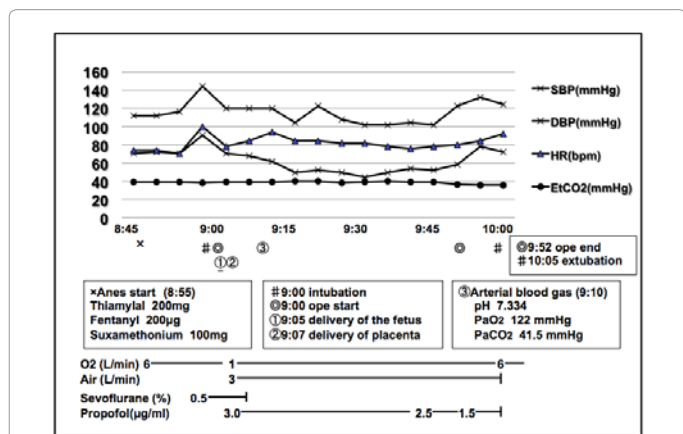 160
140
120
100
80
60
40
20
0
8:45 9:00 9:15 9:30 9:45 10:00
SBP(mmHg)
DBP(mmHg)
HR(bpm)
EtCO2(mmHg)
× #◎ ③ ◎ #
①②
◎9:52 ope end
#10:05 extubation
×Anes start (8:55)
Thiamylal 200mg
Fentanyl 200μg
Suxamethonium 100mg
#9:00 intubation
◎9:00 ope start
①9:05 delivery of the fetus
②9:07 delivery of placenta
③Arterial blood gas (9:10)
pH 7.334
PaO2 122 mmHg
PaCO2 41.5 mmHg
O2 (L/min) 6 1 6
Air (L/min) 3
Sevoflurane (%) 0.5
Propofol(μg/ml) 3.0 2.5 1.5